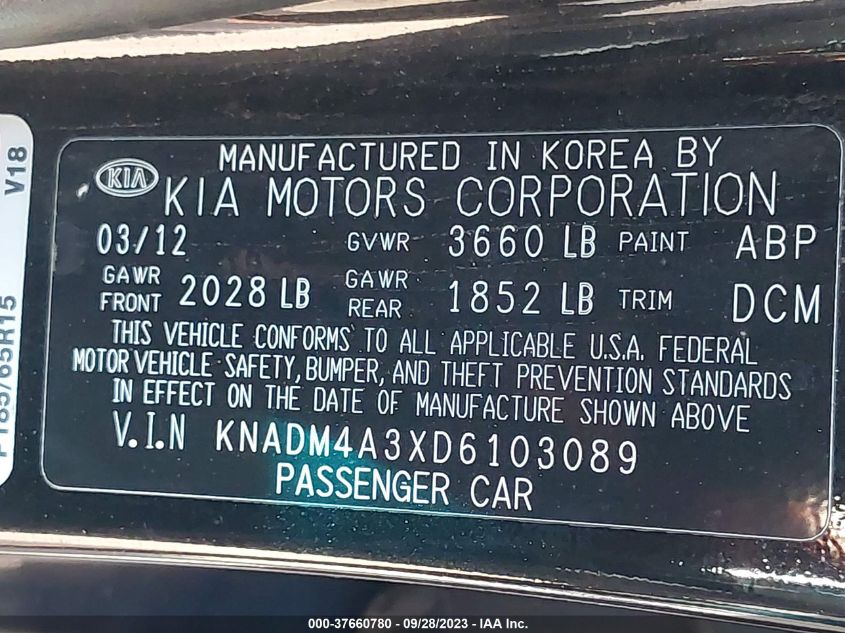 MANUFACTURED IN KOREA BY
KIA
KIA MOTORS CORPORATION
03/12 GVWR 3660 LB PAINT ABP
GAWR FRONT 2028 LB GAWR REAR 1852 LB TRIM DCM
THIS VEHICLE CONFORMS TO ALL APPLICABLE U.S.A. FEDERAL
MOTOR VEHICLE SAFETY, BUMPER, AND THEFT PREVENTION STANDARDS
IN EFFECT ON THE DATE OF MANUFACTURE SHOWN ABOVE
V.I.N KNADM4A3XD6103089
PASSENGER CAR
V18
P185/65R15
000-37660780 - 09/28/2023 - IAA Inc.